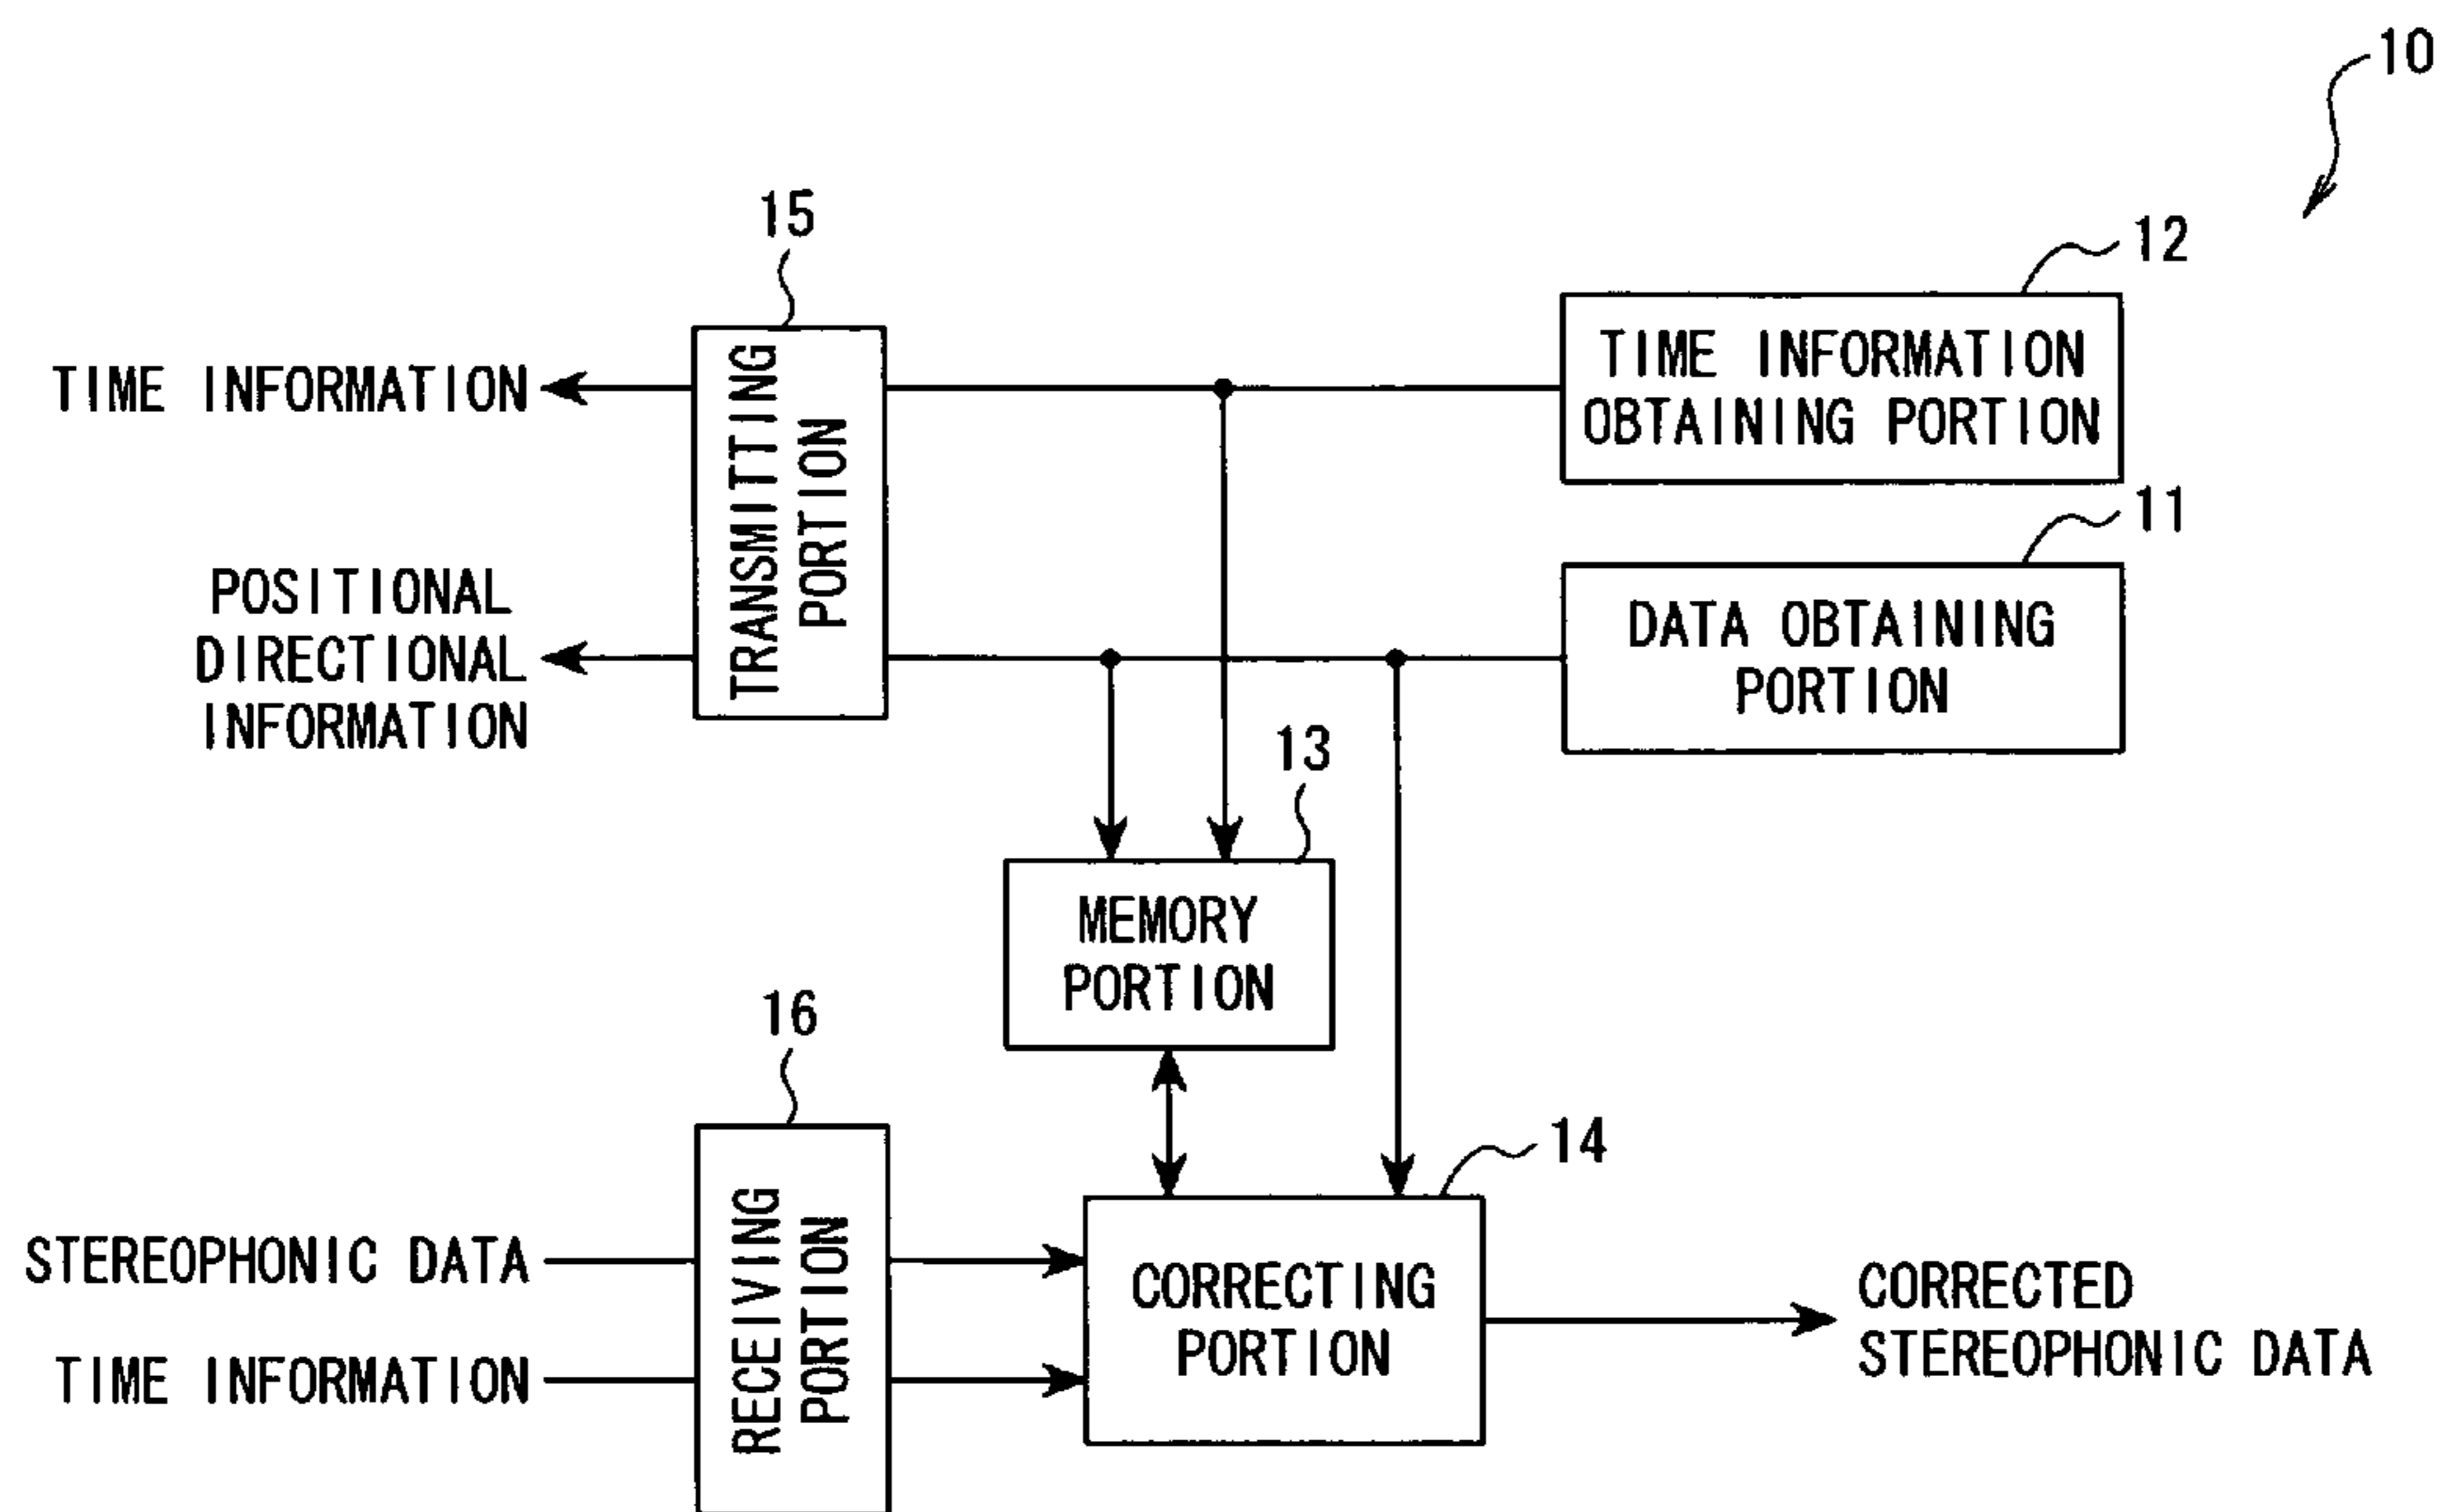 10
15
12
TIME INFORMATION
TRANSMITTING
PORTION
TIME INFORMATION
OBTAINING PORTION
11
POSITIONAL
DIRECTIONAL
INFORMATION
DATA OBTAINING
PORTION
13
MEMORY
PORTION
16
14
STEREOPHONIC DATA
TIME INFORMATION
RECEIVING
PORTION
CORRECTING
PORTION
CORRECTED
STEREOPHONIC DATA